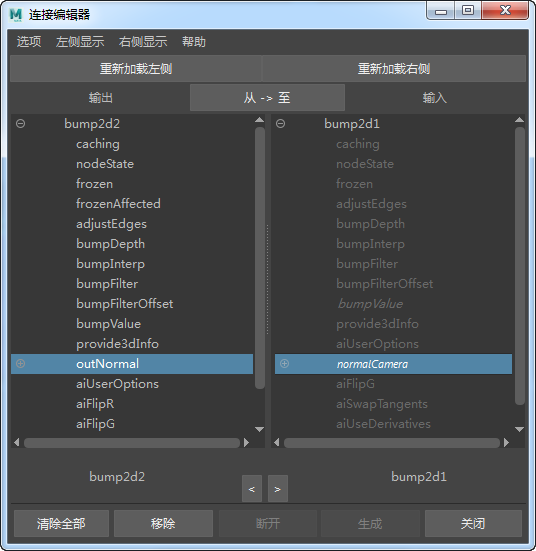 连接编辑器
选项 左侧显示 右侧显示 帮助
重新加载左侧 重新加载右侧
输出 从 -> 至 输入
bump2d2
caching
nodeState
frozen
frozenAffected
adjustEdges
bumpDepth
bumpInterp
bumpFilter
bumpFilterOffset
bumpValue
provide3dInfo
outNormal
aiUserOptions
aiFlipR
aiFlipG
bump2d1
caching
nodeState
frozen
adjustEdges
bumpDepth
bumpInterp
bumpFilter
bumpFilterOffset
bumpValue
provide3dInfo
aiUserOptions
normalCamera
aiFlipG
aiSwapTangents
aiUseDerivatives
bump2d2 < > bump2d1
清除全部 移除 断开 生成 关闭